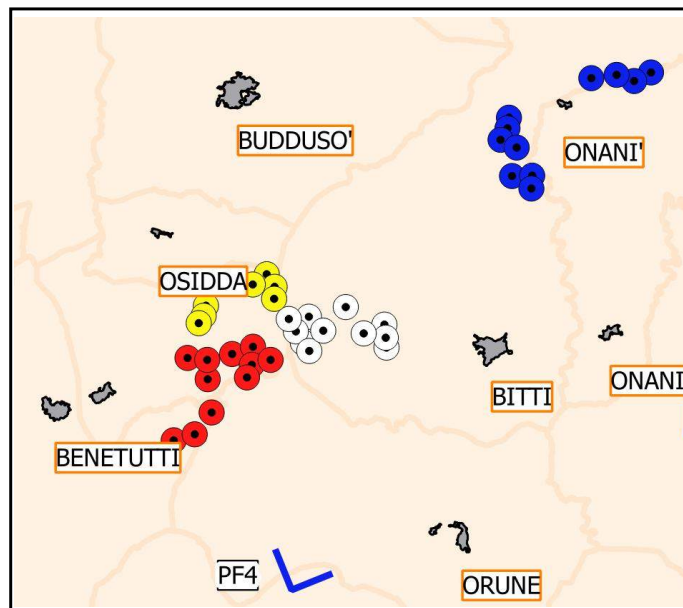 BUDDUSO'
ONANI'
OSIDDA
BITTI
ONANI
BENETUTTI
PF4
ORUNE